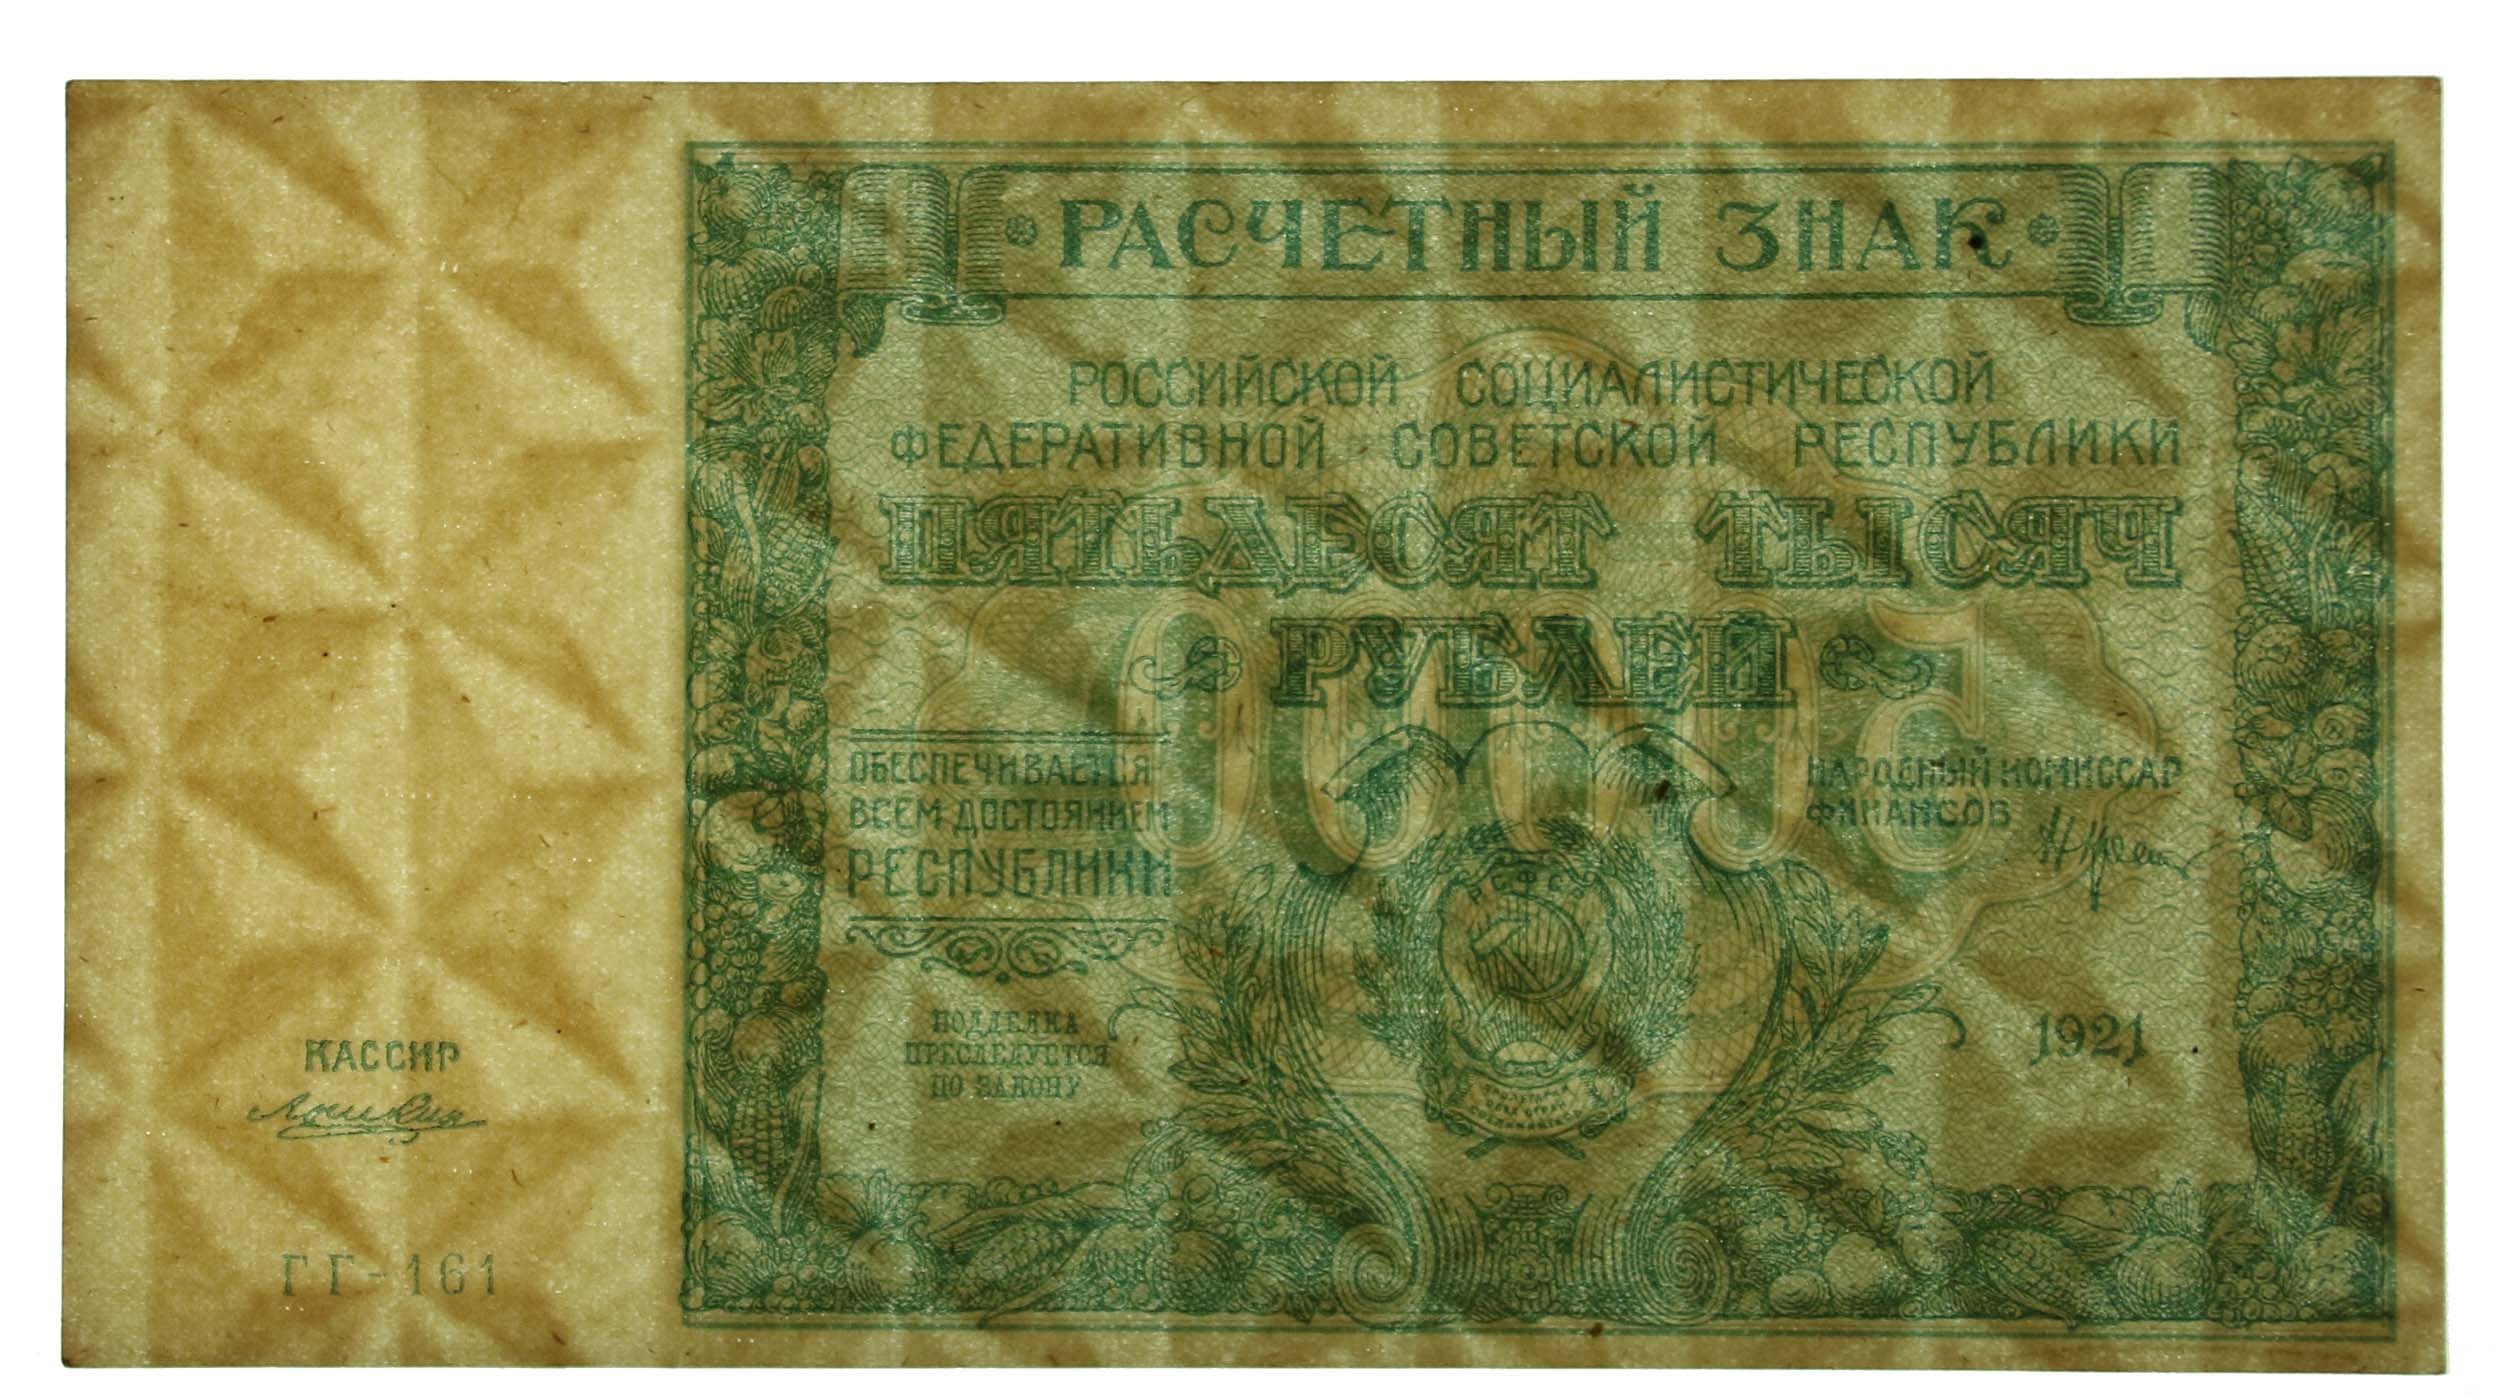 РАСЧЕТНЫЙ ЗНАК
РОССИЙСКОЙ СОЦИАЛИСТИЧЕСКОЙ
ФЕДЕРАТИВНОЙ СОВЕТСКОЙ РЕСПУБЛИКИ
ПЯТЬДЕСЯТ ТЫСЯЧ
РУБЛЕЙ
ОБЕСПЕЧИВАЕТСЯ
ВСЕМ ДОСТОЯНИЕМ
РЕСПУБЛИКИ
НАРОДНЫЙ КОМИССАР
ФИНАНСОВ
ПОДДЕЛКА
ПРЕСЛЕДУЕТСЯ
ПО ЗАКОНУ
1921
КАССИР
ГГ-161